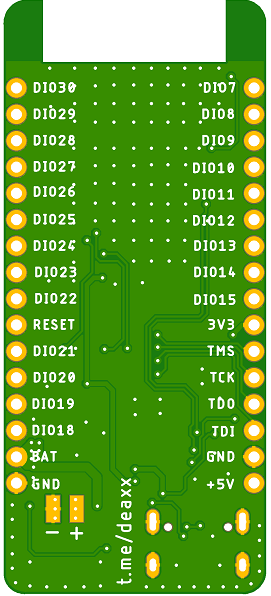 DIO30 DIO7
DIO29 DIO8
DIO28 DIO9
DIO27 DIO10
DIO26 DIO11
DIO25 DIO12
DIO24 DIO13
DIO23 DIO14
DIO22 DIO15
RESET 3V3
DIO21 TMS
DIO20 TCK
DIO19 TDO
DIO18 TDI
BAT GND
GND +5V
- +
t.me/deaxx